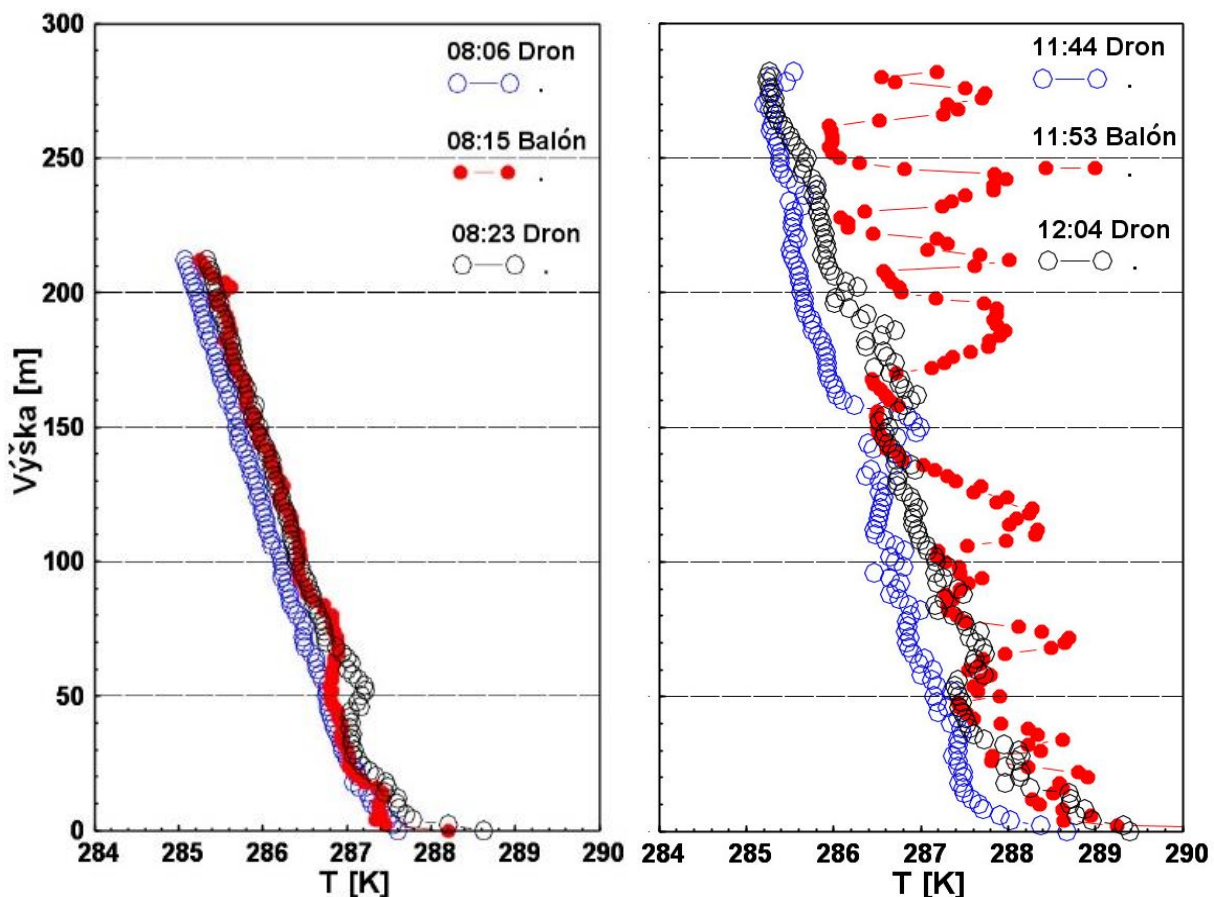 300
250
200
150
100
50
0
Výška [m]
08:06 Dron
08:15 Balón
08:23 Dron
284 285 286 287 288 289 290
T [K]
11:44 Dron
11:53 Balón
12:04 Dron
284 285 286 287 288 289 290
T [K]